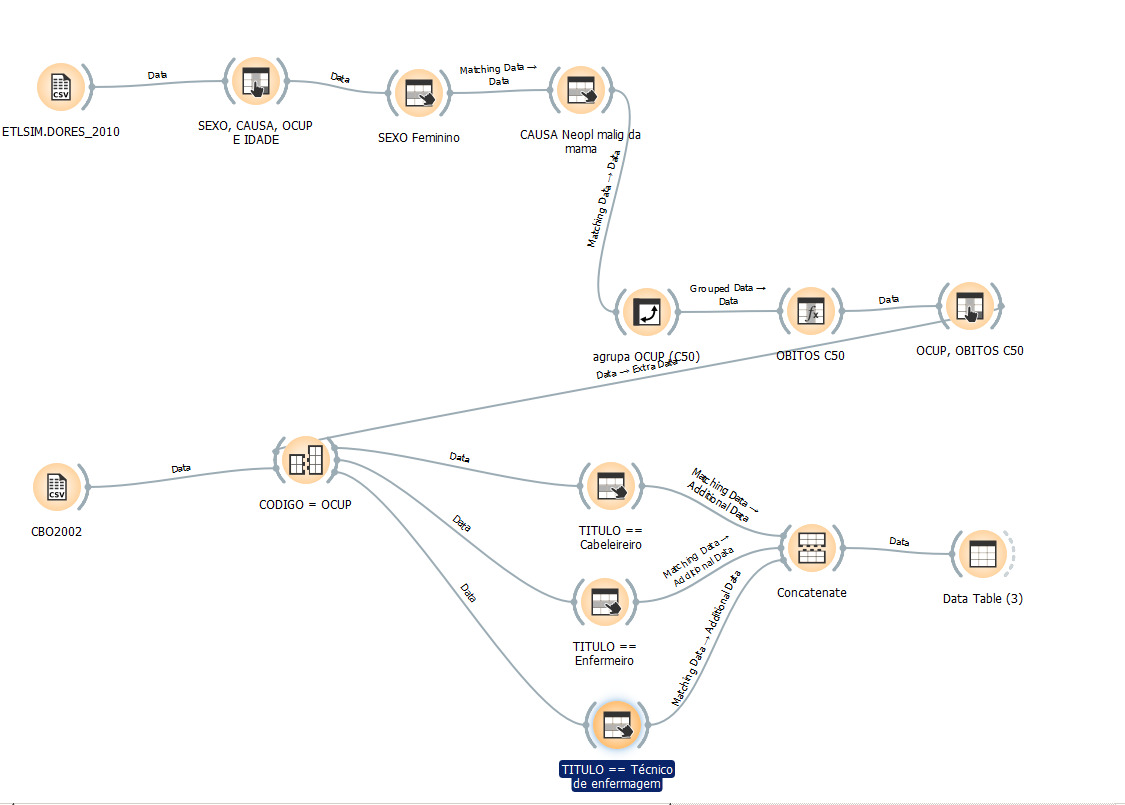 Data
Data
Matching Data →
Data
CSV
ETLSIM.DORES_2010
SEXO, CAUSA, OCUP
E IDADE
SEXO Feminino
CAUSA Neopl malig da
mama
Matching Data → Data
Grouped Data →
Data
Data
fx
agrupa OCUP (C50)
OBITOS C50
OCUP, OBITOS C50
Data → Extra Data
Data
Data
CSV
CBO2002
CODIGO = OCUP
Matching Data →
Additional Data
TITULO ==
Cabeleireiro
Data
Matching Data →
Additional Data
Data
Concatenate
Data Table (3)
Data
TITULO ==
Enfermeiro
Matching Data → Additional Data
TITULO == Técnico
de enfermagem